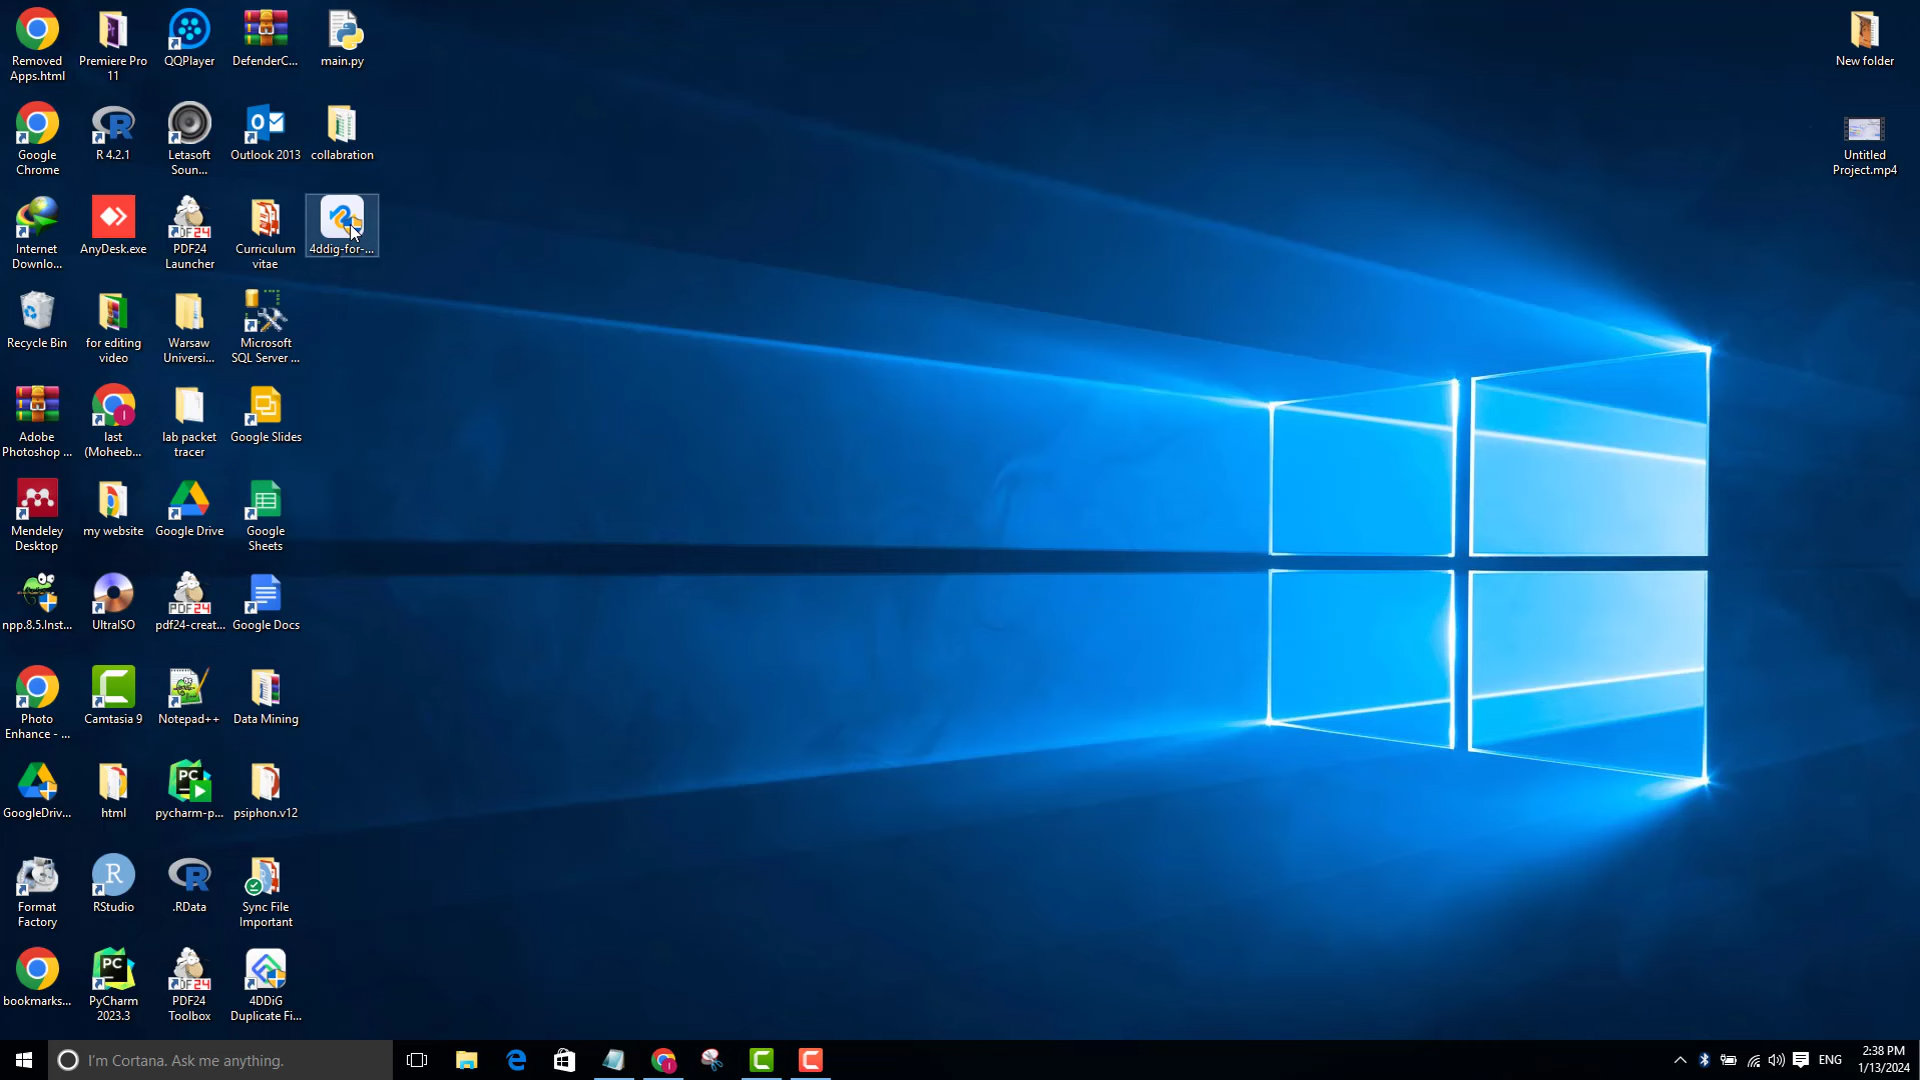 Removed
Apps.html
Premiere Pro
11
QQPlayer
DefenderC...
main.py
New folder
Google
Chrome
R 4.2.1
Letasoft
Soun...
Outlook 2013
collabration
Untitled
Project.mp4
Internet
Downlo...
AnyDesk.exe
PDF24
Launcher
Curriculum
vitae
4ddig-for-...
Recycle Bin
for editing
video
Warsaw
Universi...
Microsoft
SQL Server ...
Adobe
Photoshop ...
last
(Moheeb...
lab packet
tracer
Google Slides
Mendeley
Desktop
my website
Google Drive
Google
Sheets
npp.8.5.Inst...
UltraISO
pdf24-creat...
Google Docs
Photo
Enhance - ...
Camtasia 9
Notepad++
Data Mining
GoogleDriv...
html
pycharm-p...
psiphon.v12
Format
Factory
RStudio
.RData
Sync File
Important
bookmarks...
PyCharm
2023.3
PDF24
Toolbox
4DDiG
Duplicate Fi...
I'm Cortana. Ask me anything.
ENG
2:38 PM
1/13/2024